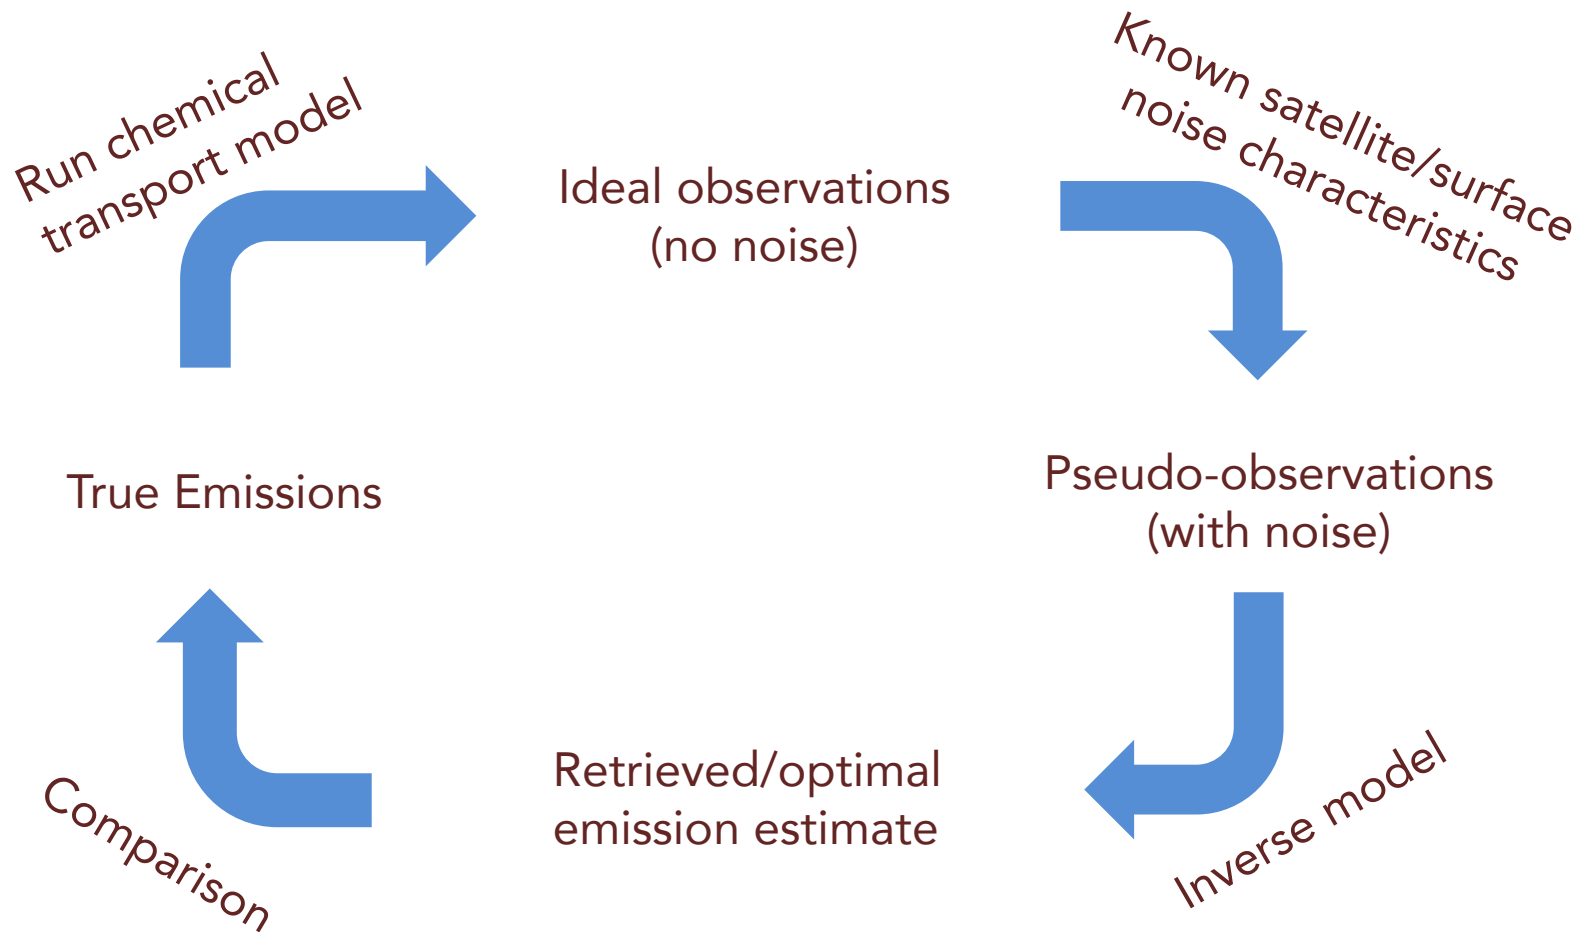 Run chemical
transport model
Ideal observations
(no noise)
Known satellite/surface
noise characteristics
True Emissions
Pseudo-observations
(with noise)
Retrieved/optimal
emission estimate
Inverse model
Comparison